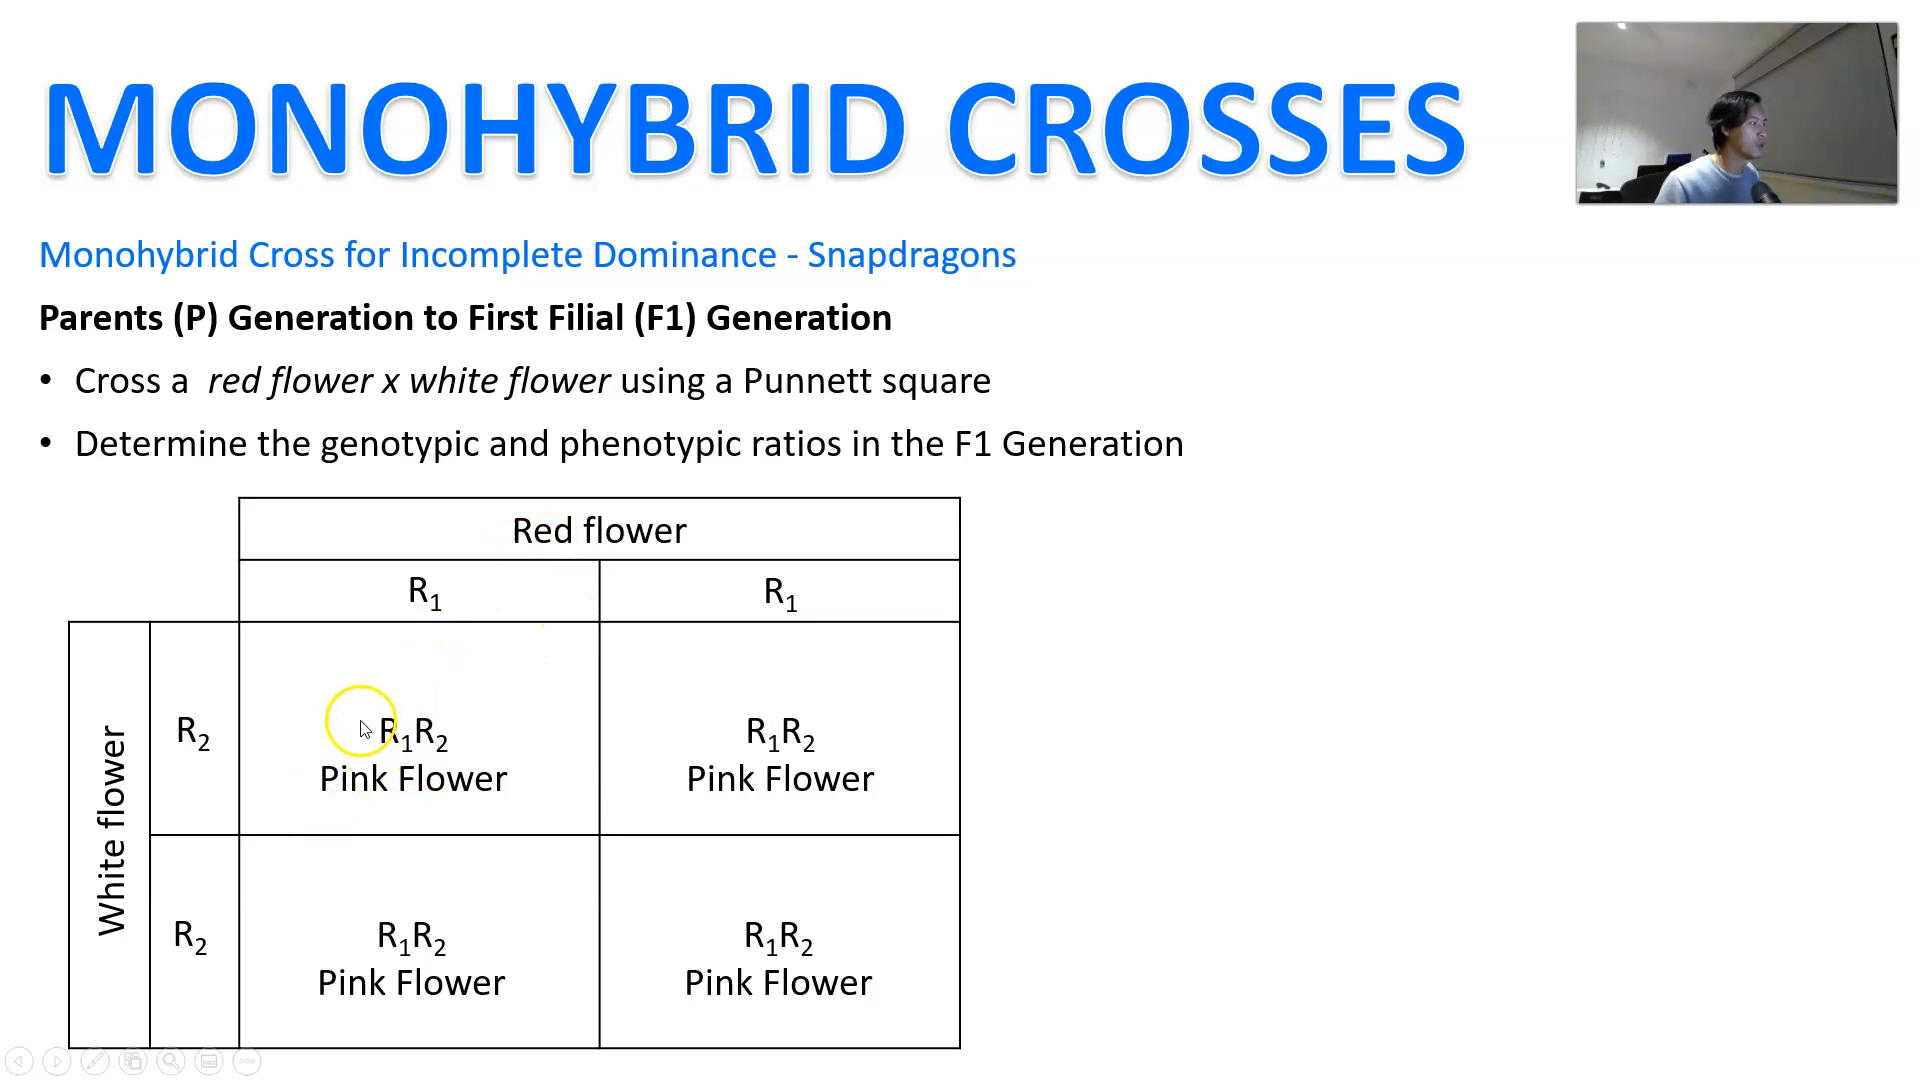 MONOHYBRID CROSSES
Monohybrid Cross for Incomplete Dominance - Snapdragons
Parents (P) Generation to First Filial (F1) Generation
• Cross a red flower x white flower using a Punnett square
• Determine the genotypic and phenotypic ratios in the F1 Generation
Red flower
R₁ R₁
White flower
R₂ R₁R₂ R₁R₂
Pink Flower Pink Flower
R₂ R₁R₂ R₁R₂
Pink Flower Pink Flower